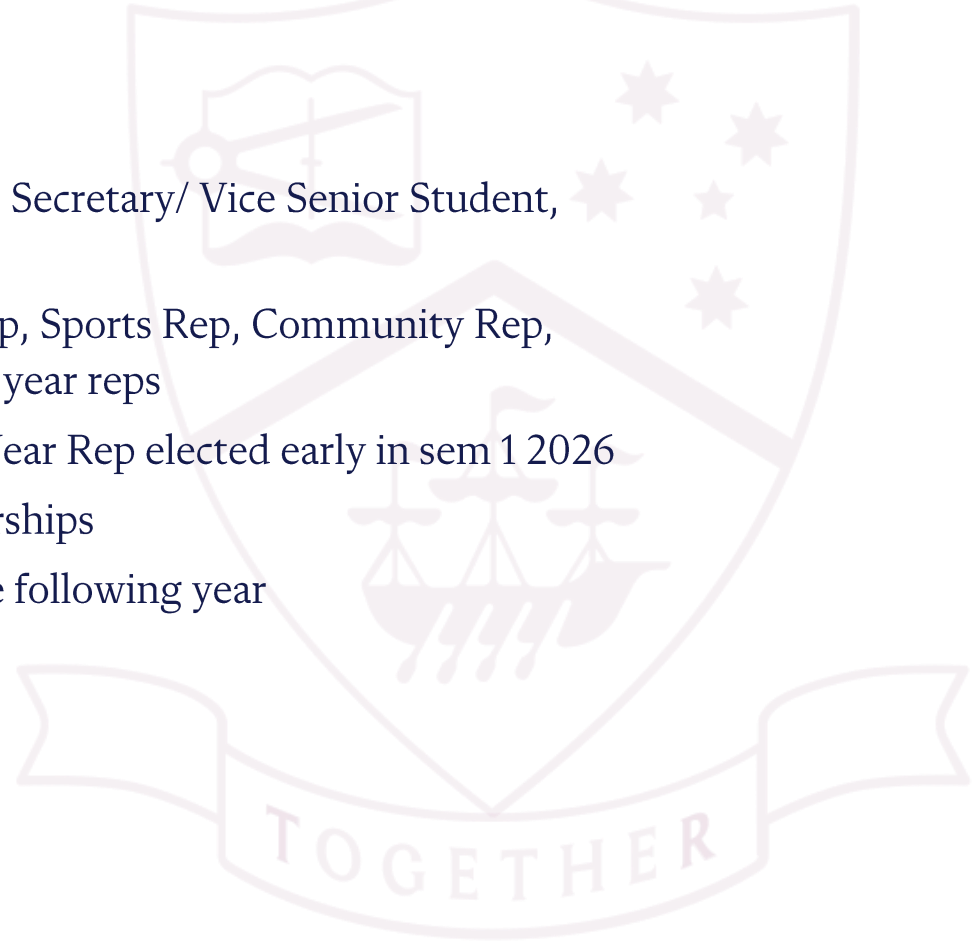 Secretary/ Vice Senior Student,
p, Sports Rep, Community Rep,
year reps
ear Rep elected early in sem 1 2026
rships
e following year
TOGETHER